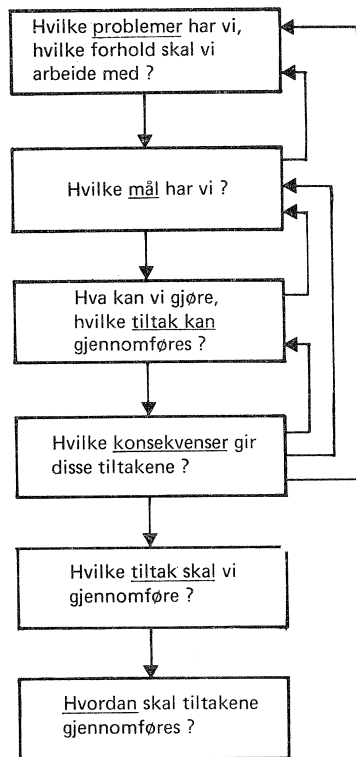 Hvilke problemer har vi,
hvilke forhold skal vi
arbeide med ?
Hvilke mål har vi ?
Hva kan vi gjøre,
hvilke tiltak kan
gjennomføres ?
Hvilke konsekvenser gir
disse tiltakene ?
Hvilke tiltak skal vi
gjennomføre ?
Hvordan skal tiltakene
gjennomføres ?